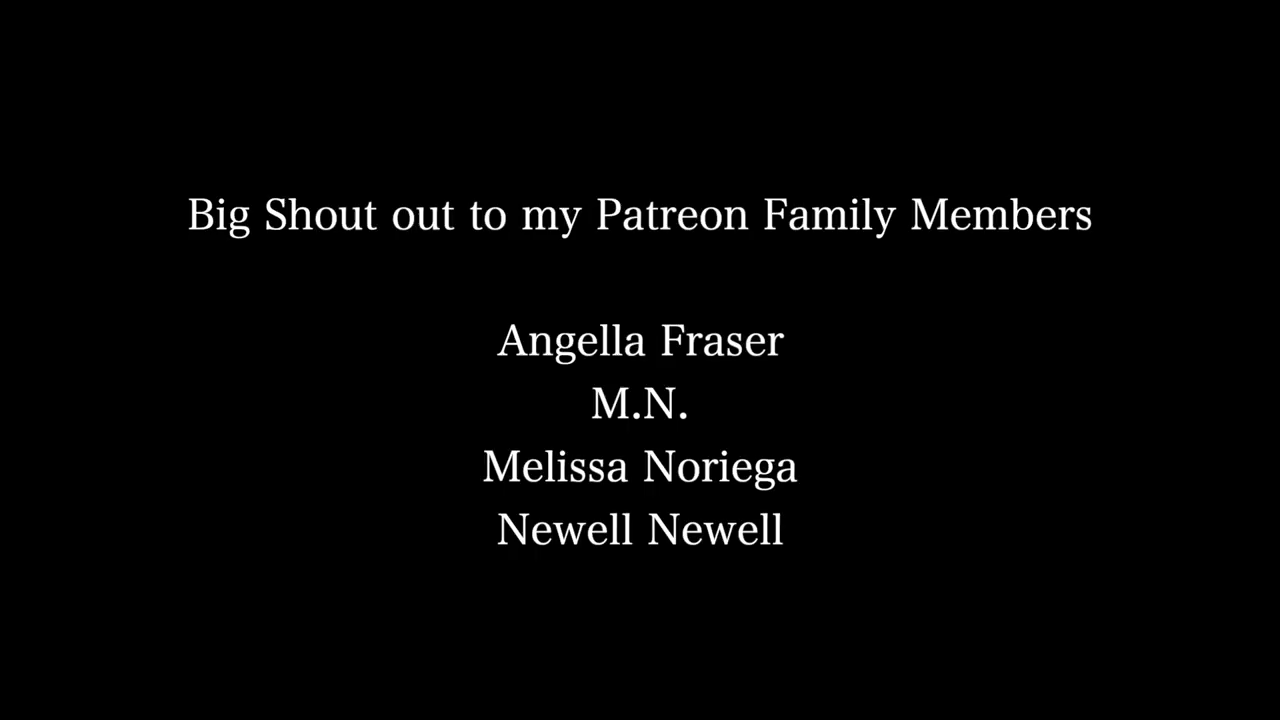 Big Shout out to my Patreon Family Members
Angella Fraser
M.N.
Melissa Noriega
Newell Newell